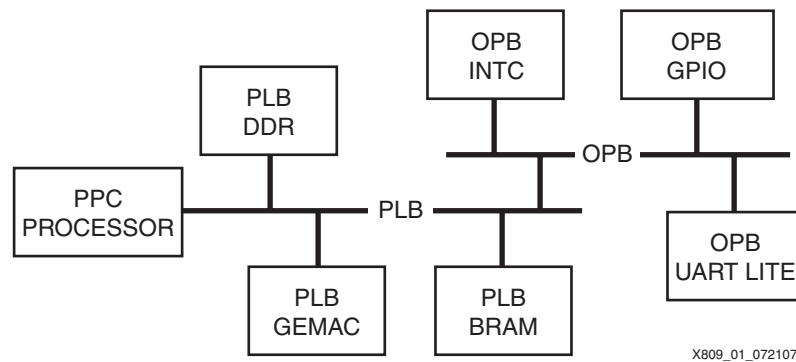 OPB
INTC
OPB
GPIO
PLB
DDR
OPB
PPC
PROCESSOR
PLB
OPB
UART LITE
PLB
GEMAC
PLB
BRAM
X809_01_072107